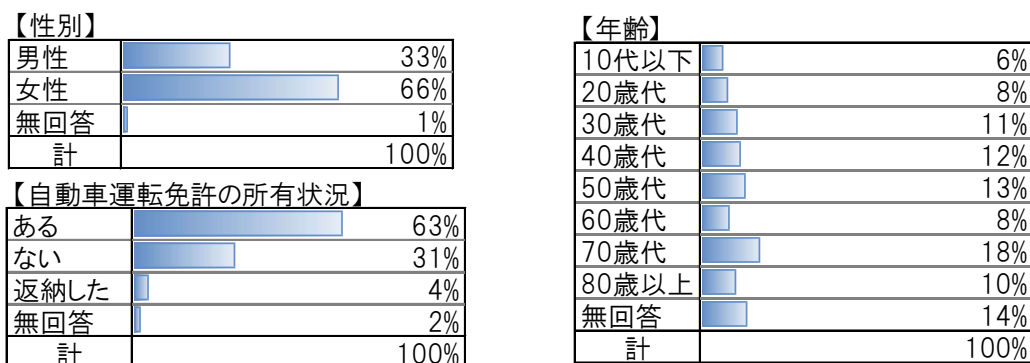 【性別】
男性 33%
女性 66%
無回答 1%
計 100%
【自動車運転免許の所有状況】
ある 63%
ない 31%
返納した 4%
無回答 2%
計 100%
【年齢】
10代以下 6%
20歳代 8%
30歳代 11%
40歳代 12%
50歳代 13%
60歳代 8%
70歳代 18%
80歳以上 10%
無回答 14%
計 100%